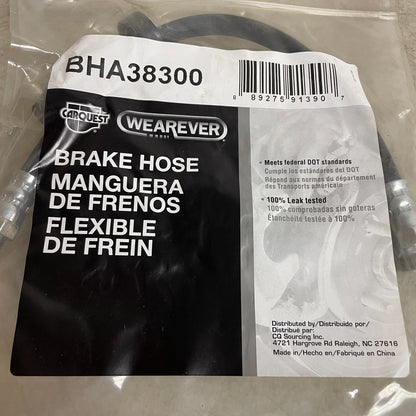 BHA38300
8 89275 91390 7
CARQUEST
WEAREVER
BRAKE HOSE
MANGUERA
DE FRENOS
FLEXIBLE
DE FREIN
• Meets federal DOT standards
Cumple los estándares del DOT
Répond aux normes du département
des Transports américain
• 100% Leak tested
100% comprobadas sin goteras
Étanchéité testée à 100%
Distributed by/Distribuido por/
Distribué par:
CQ Sourcing Inc.
4721 Hargrove Rd Raleigh, NC 27616
Made in/Hecho en/Fabriqué en China